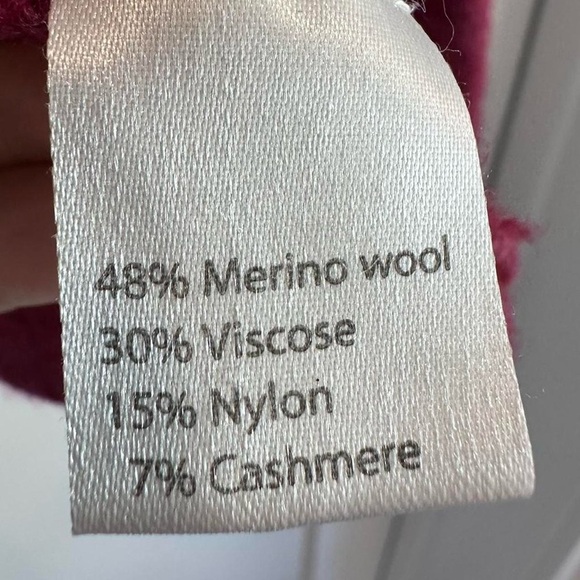 48% Merino wool
30% Viscose
15% Nylon
7% Cashmere